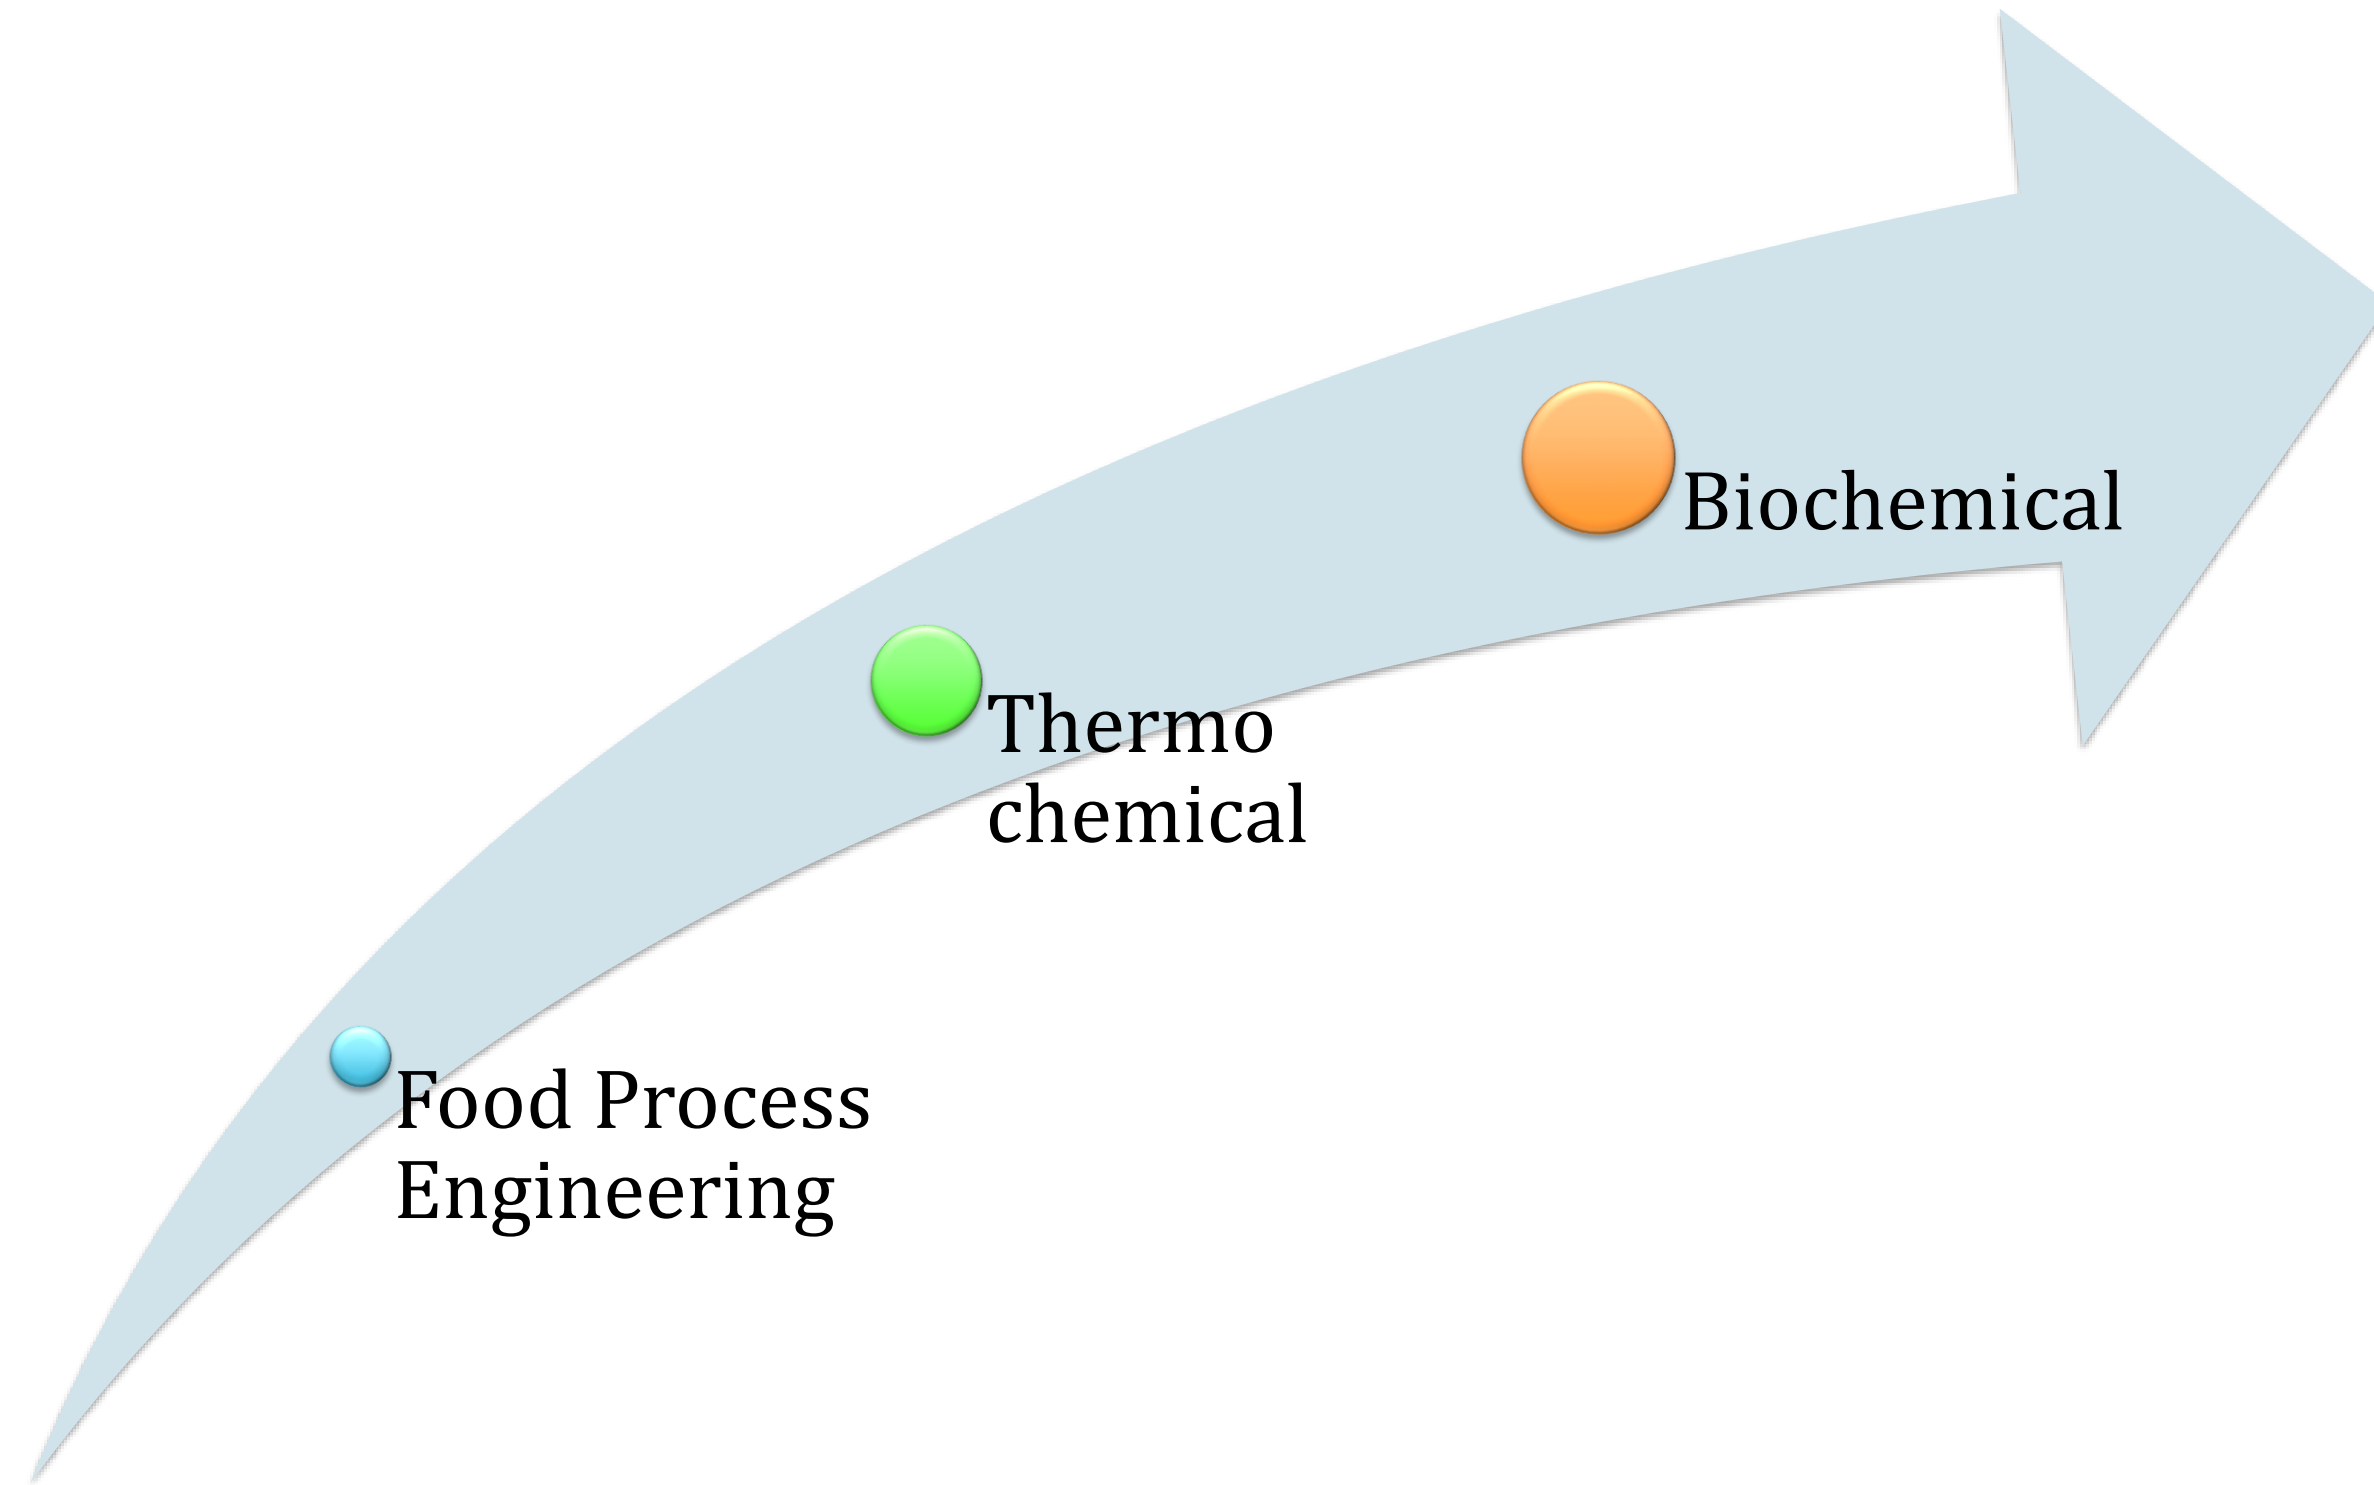 Biochemical
Thermo
chemical
Food Process
Engineering